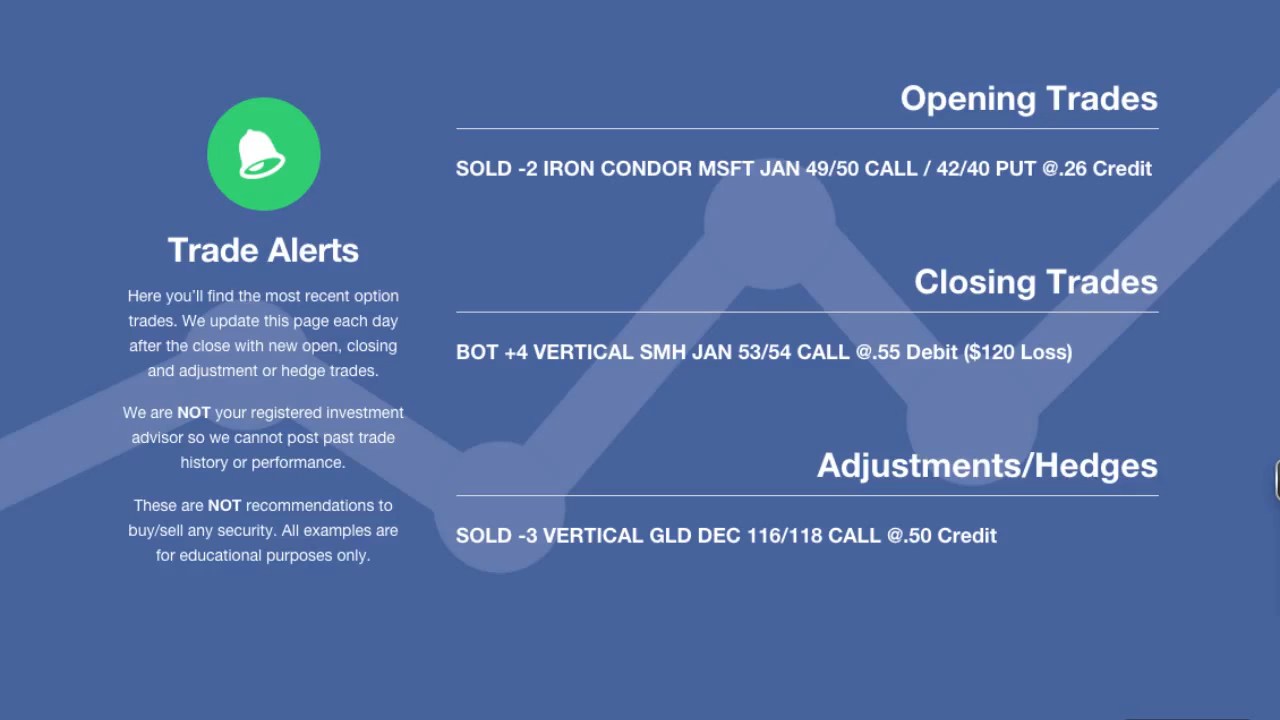 Trade Alerts
Here you'll find the most recent option
trades. We update this page each day
after the close with new open, closing
and adjustment or hedge trades.
We are NOT your registered investment
advisor so we cannot post past trade
history or performance.
These are NOT recommendations to
buy/sell any security. All examples are
for educational purposes only.
Opening Trades
SOLD -2 IRON CONDOR MSFT JAN 49/50 CALL / 42/40 PUT @.26 Credit
Closing Trades
BOT +4 VERTICAL SMH JAN 53/54 CALL @.55 Debit ($120 Loss)
Adjustments/Hedges
SOLD -3 VERTICAL GLD DEC 116/118 CALL @.50 Credit